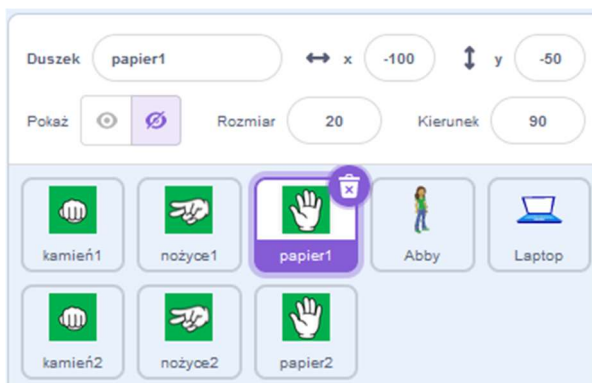 Duszek papier1 x -100 y -50
Pokaż Rozmiar 20 Kierunek 90
kamień1 nożyce1 papier1 Abby Laptop
kamień2 nożyce2 papier2